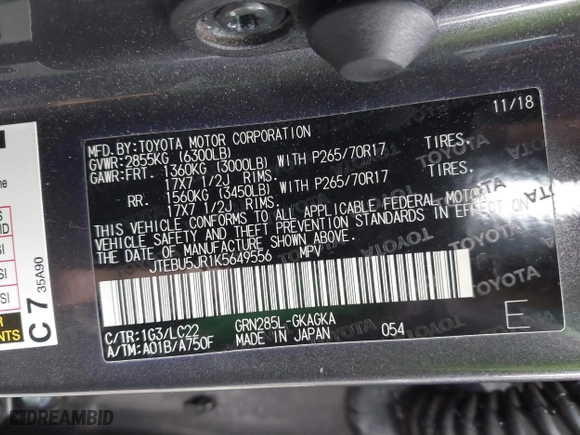 11/18
MFD.BY:TOYOTA MOTOR CORPORATION
GVWR:2855KG (6300LB)
GAWR:FRT. 1360KG (3000LB) WITH P265/70R17 TIRES,
17X7 1/2J RIMS.
RR. 1560KG (3450LB) WITH P265/70R17 TIRES,
17X7 1/2J RIMS.
THIS VEHICLE CONFORMS TO ALL APPLICABLE FEDERAL MOTOR
VEHICLE SAFETY AND THEFT PREVENTION STANDARDS IN EFFECT ON
THE DATE OF MANUFACTURE SHOWN ABOVE.
JTEBU5JR1K5649556 MPV
C/TR:1G3/LC22 GRN285L-GKAGKA
A/TM:A01B/A750F MADE IN JAPAN 054
E
C 7 35A90
DREAMBID